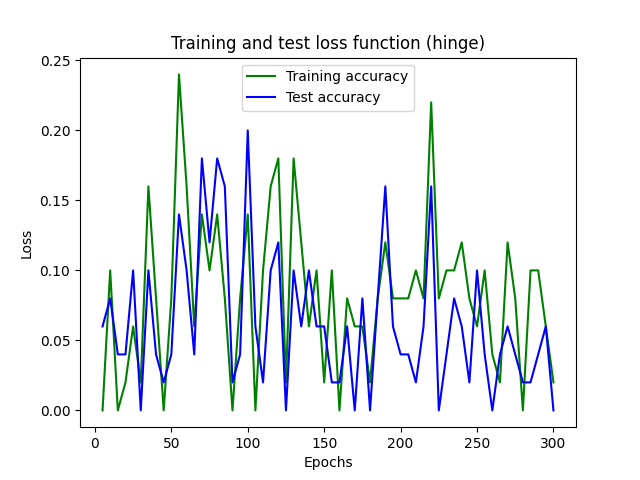 Training and test loss function (hinge)
Training accuracy
Test accuracy
0.25
0.20
0.15
0.10
0.05
0.00
Loss
0 50 100 150 200 250 300
Epochs